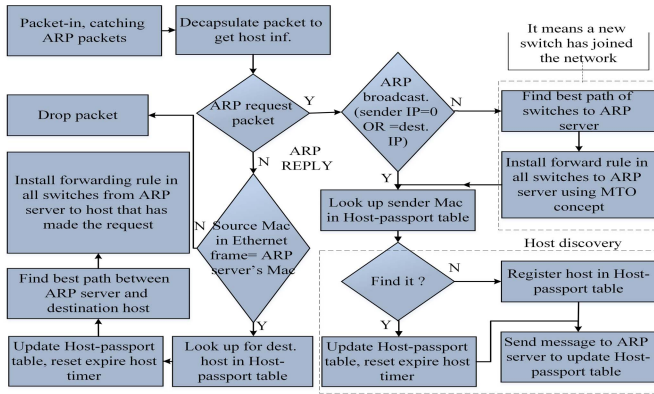 Packet-in, catching
ARP packets
Decapsulate packet to
get host inf.
It means a new
switch has joined
the network
ARP request
packet
Y
ARP
broadcast.
(sender IP=0
OR =dest.
IP)
N
Find best path of
switches to ARP
server
Drop packet
N
ARP
REPLY
Y
Install forward rule in
all switches to ARP
server using MTO
concept
Install forwarding rule in
all switches from ARP
server to host that has
made the request
N
Source Mac
in Ethernet
frame= ARP
server's Mac
Look up sender Mac
in Host-passport table
Host discovery
Find it ?
N
Register host in Host-
passport table
Find best path between
ARP server and
destination host
Y
Y
Update Host-passport
table, reset expire host
timer
Look up for dest.
host in Host-
passport table
Update Host-passport
table, reset expire host
timer
Send message to ARP
server to update Host-
passport table